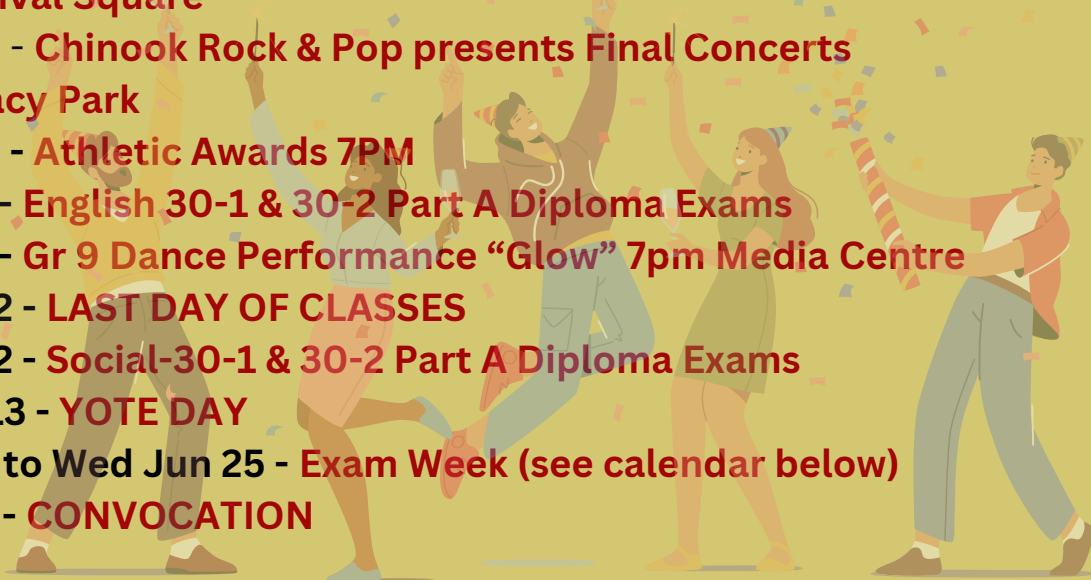 ival Square
- Chinook Rock & Pop presents Final Concerts
acy Park
- Athletic Awards 7PM
- English 30-1 & 30-2 Part A Diploma Exams
- Gr 9 Dance Performance “Glow” 7pm Media Centre
2 - LAST DAY OF CLASSES
2 - Social-30-1 & 30-2 Part A Diploma Exams
13 - YOTE DAY
to Wed Jun 25 - Exam Week (see calendar below)
- CONVOCATION